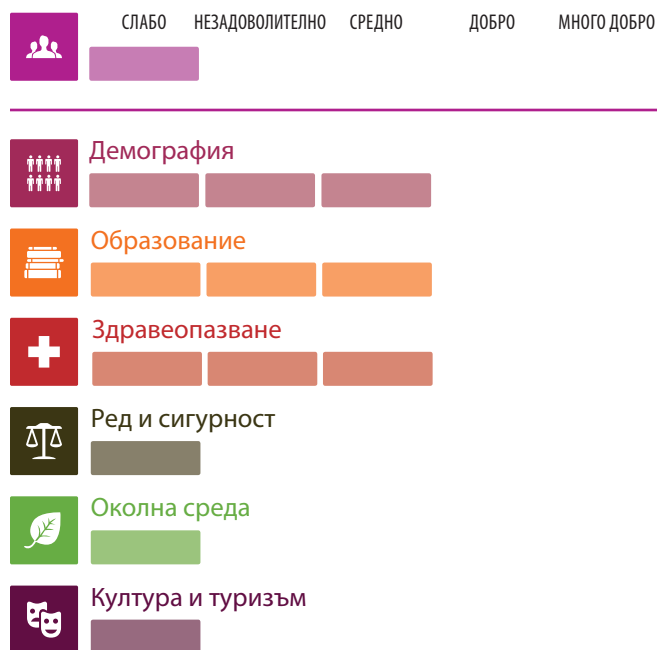 СЛАБО НЕЗАДОВОЛИТЕЛНО СРЕДНО ДОБРО МНОГО ДОБРО
Демография
Образование
Здравеопазване
Ред и сигурност
Околна среда
Култура и туризъм